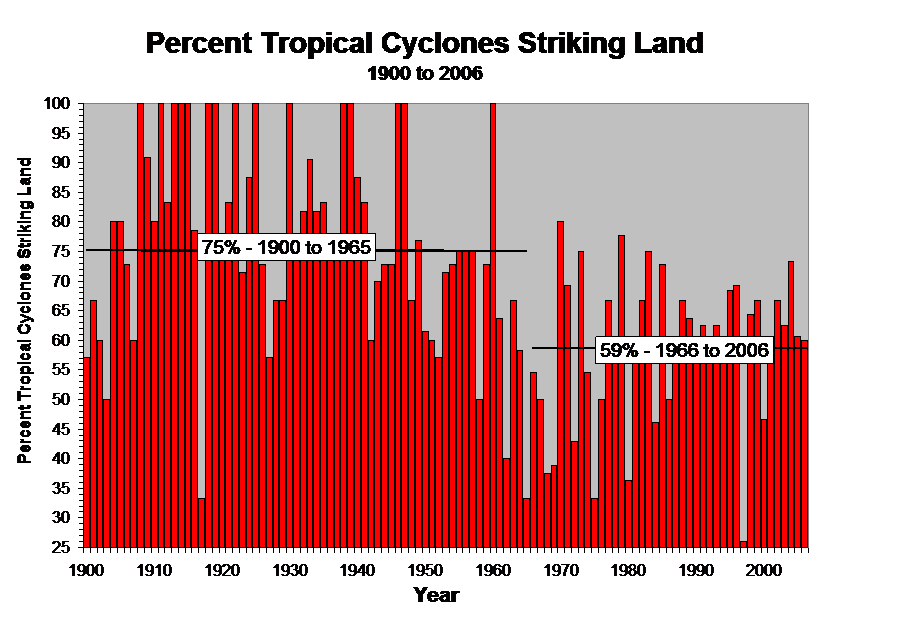 Percent Tropical Cyclones Striking Land
1900 to 2006
Percent Tropical Cyclones Striking Land
100
95
90
85
80
75
70
65
60
55
50
45
40
35
30
25
75% - 1900 to 1965
59% - 1966 to 2006
1900 1910 1920 1930 1940 1950 1960 1970 1980 1990 2000
Year